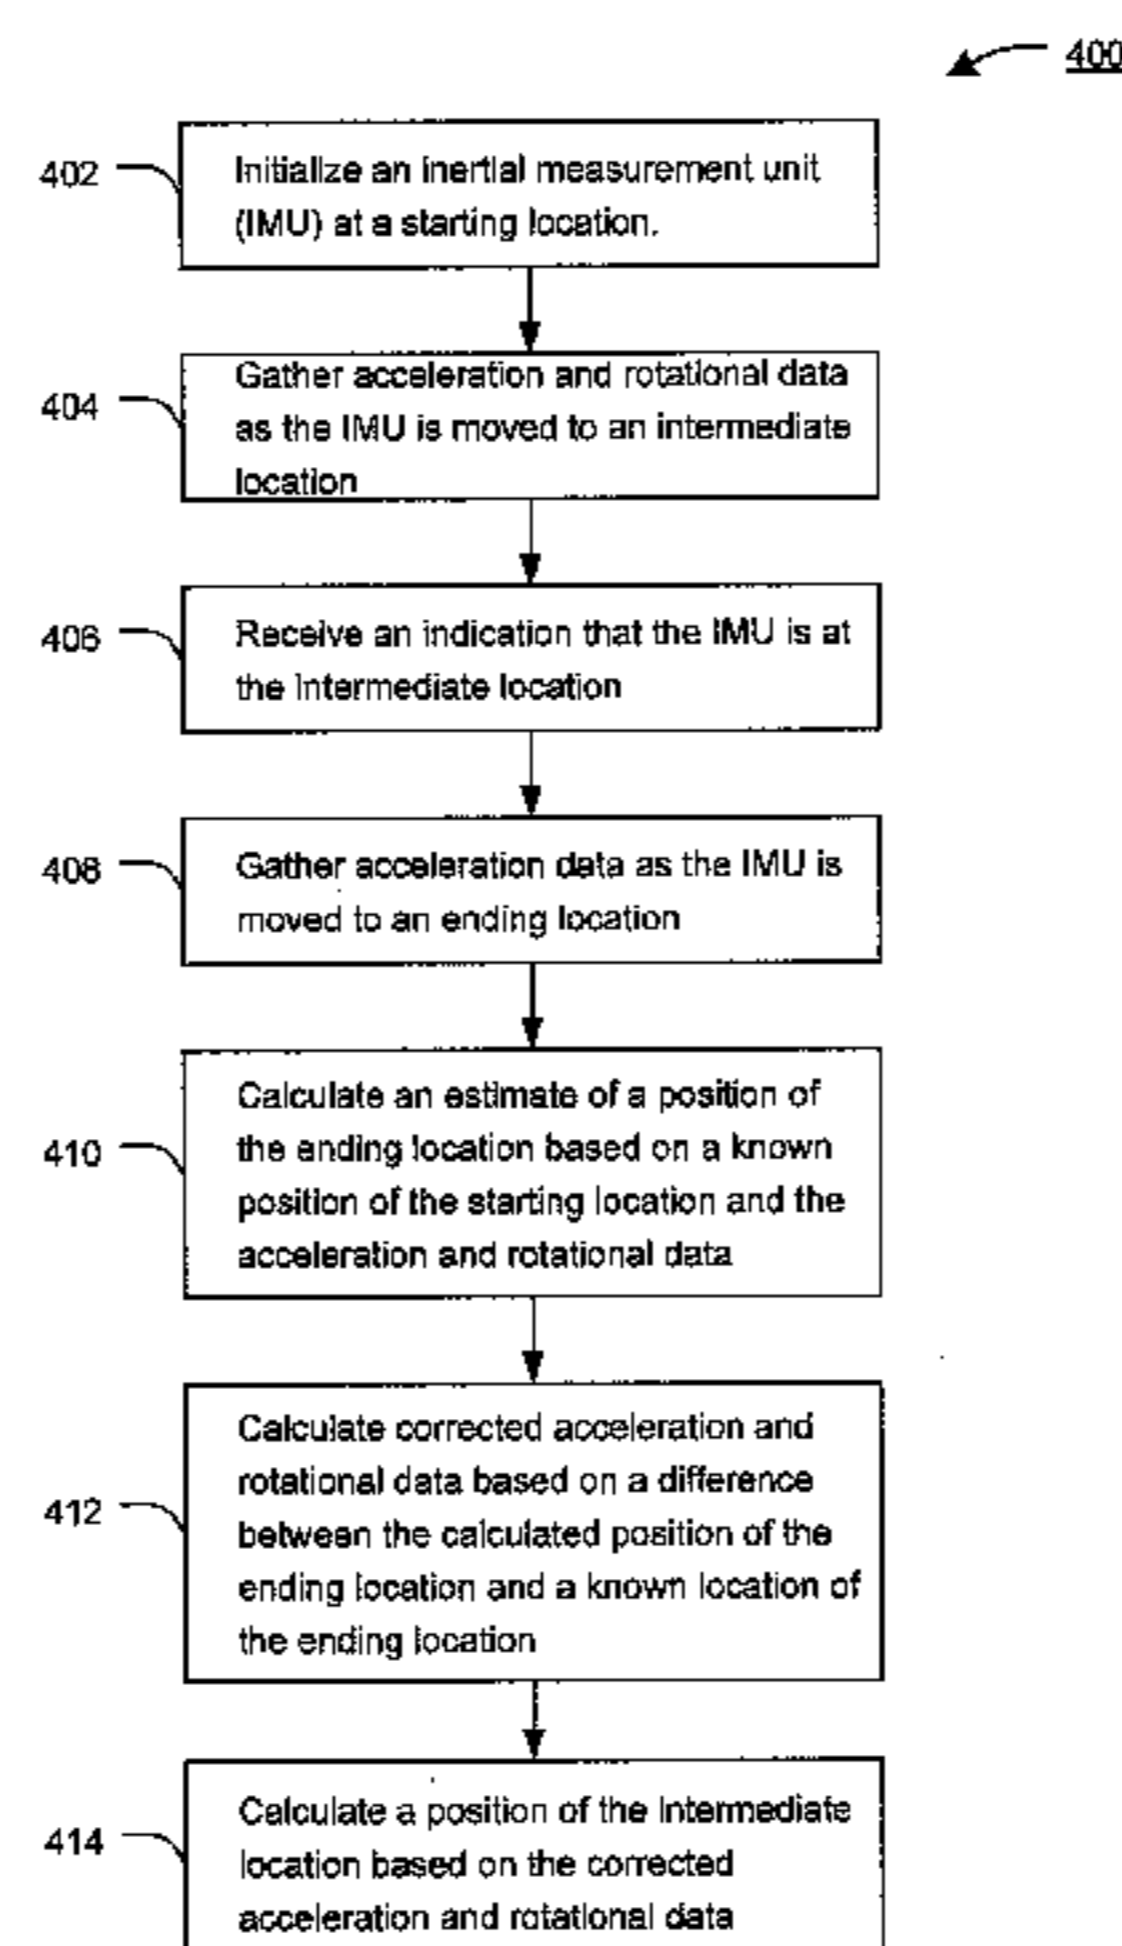 400
402
Initialize an inertial measurement unit
(IMU) at a starting location.
404
Gather acceleration and rotational data
as the IMU is moved to an intermediate
location
406
Receive an indication that the IMU is at
the intermediate location
408
Gather acceleration data as the IMU is
moved to an ending location
410
Calculate an estimate of a position of
the ending location based on a known
position of the starting location and the
acceleration and rotational data
412
Calculate corrected acceleration and
rotational data based on a difference
between the calculated position of the
ending location and a known location of
the ending location
414
Calculate a position of the intermediate
location based on the corrected
acceleration and rotational data